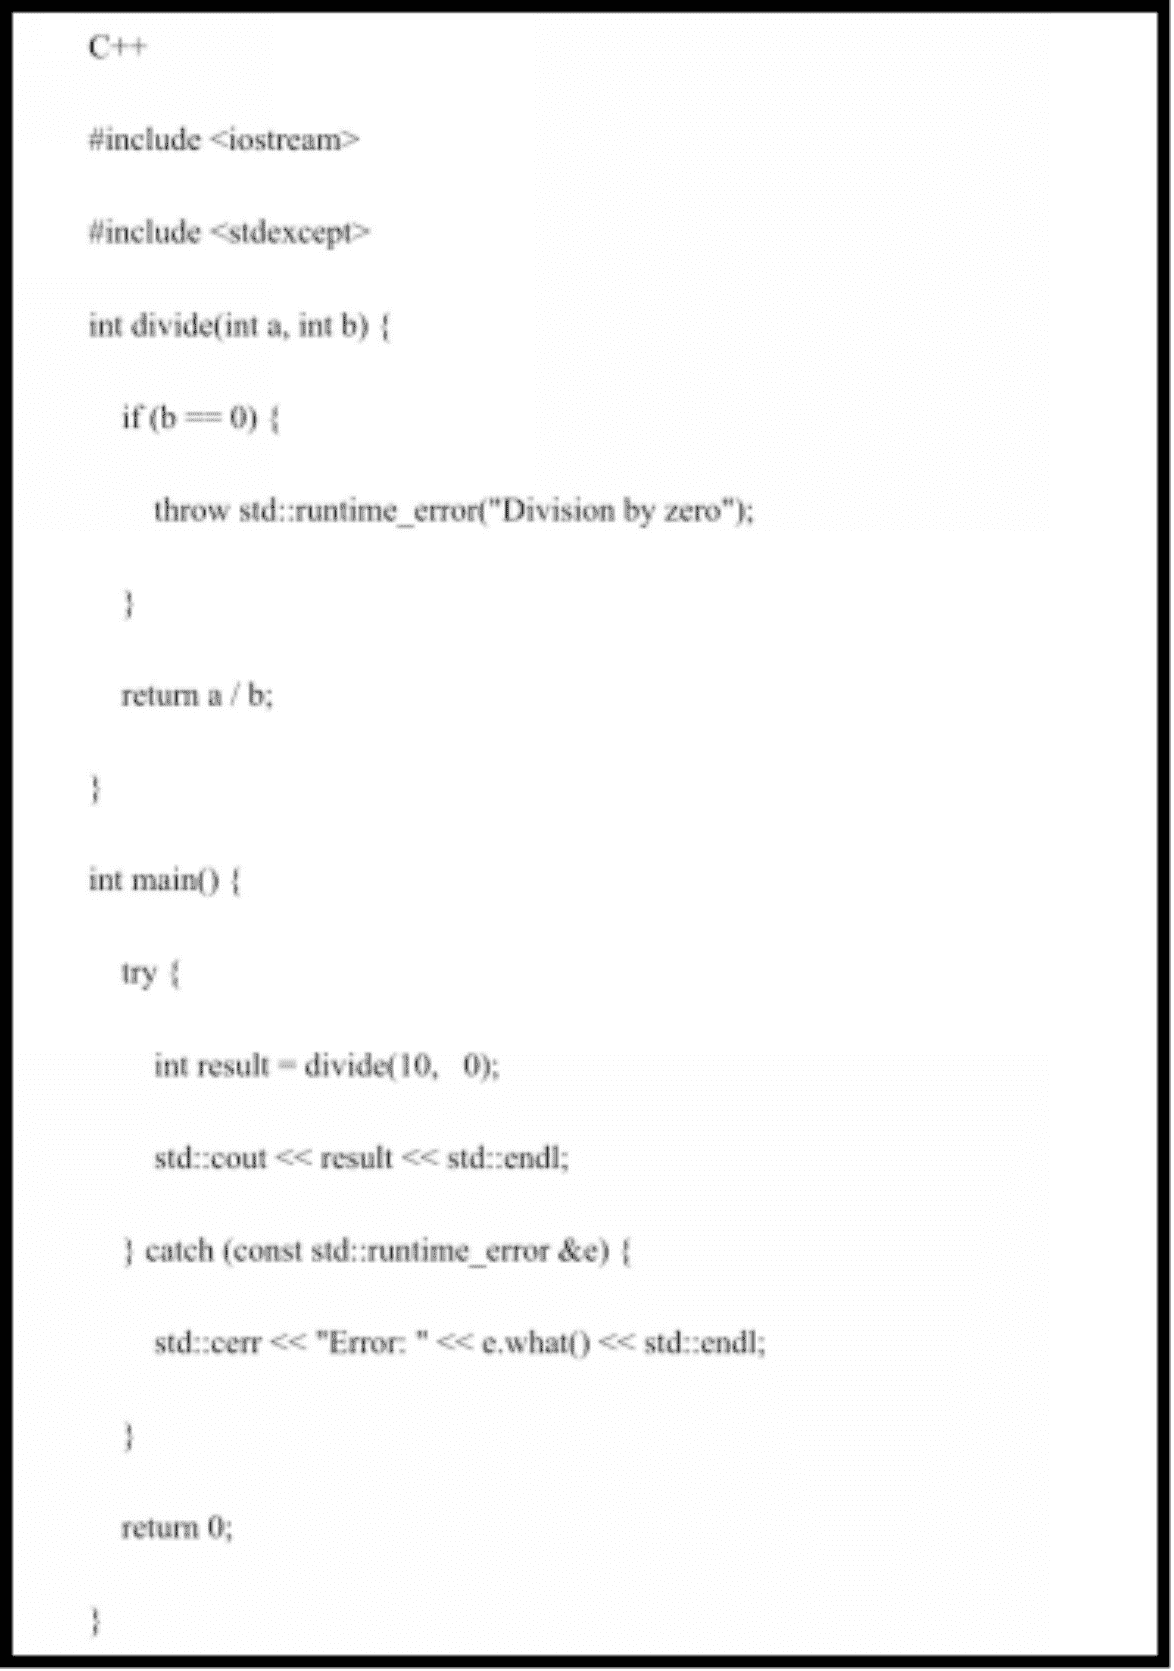 C++
#include <iostream>
#include <stdexcept>
int divide(int a, int b) {
if (b == 0) {
throw std::runtime_error("Division by zero");
}
return a / b;
}
int main() {
try {
int result = divide(10, 0);
std::cout << result << std::endl;
} catch (const std::runtime_error &e) {
std::cerr << "Error: " << e.what() << std::endl;
}
return 0;
}